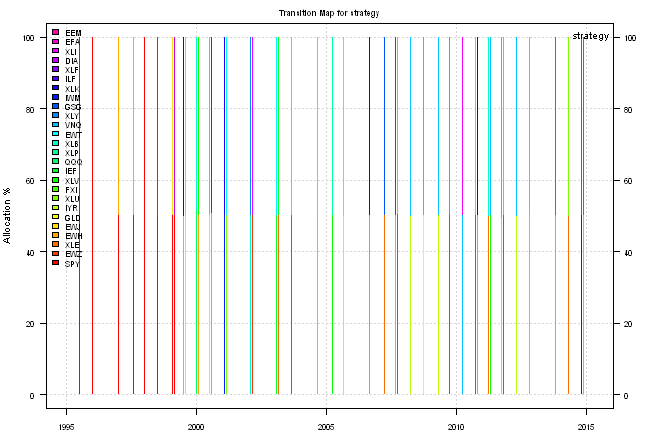 Transition Map for strategy
strategy
Allocation %
100
80
60
40
20
0
100
80
60
40
20
0
EEM
EFA
XLI
DIA
XLF
ILF
XLK
IWM
GSG
XLY
VNQ
EWT
XLB
XLP
QQQ
IEF
XLV
FXI
XLU
IYR
GLD
EWJ
EWH
XLE
EWZ
SPY
1995
2000
2005
2010
2015